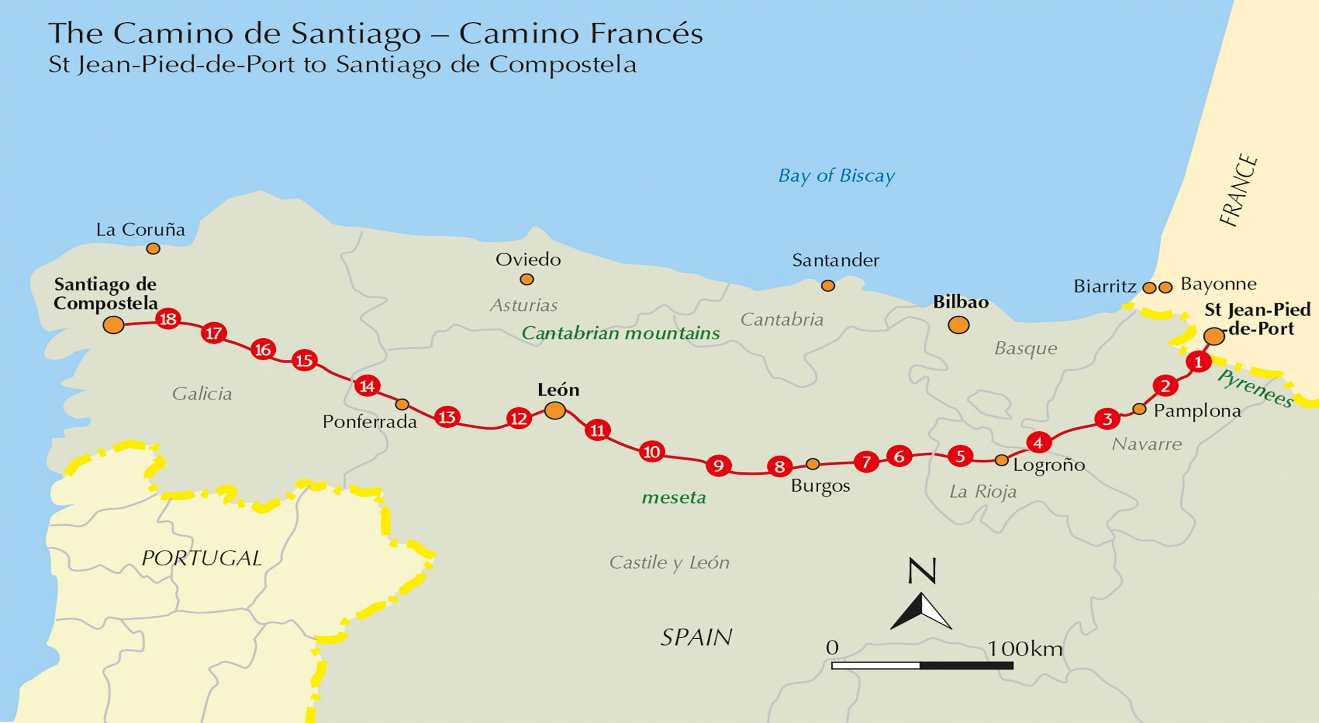 The Camino de Santiago – Camino Francés
St Jean-Pied-de-Port to Santiago de Compostela
FRANCE
Bay of Biscay
La Coruña
Oviedo
Santander
Biarritz
Bayonne
Santiago de
Compostela
Asturias
Cantabria
Bilbao
St Jean-Pied
-de-Port
Cantabrian mountains
Basque
18
17
16
15
14
13
12
11
10
9
8
7
6
5
4
3
2
1
Pyrenees
Galicia
Ponferrada
León
Pamplona
Navarre
Logroño
Burgos
La Rioja
meseta
PORTUGAL
Castile y León
SPAIN
N
0
100km